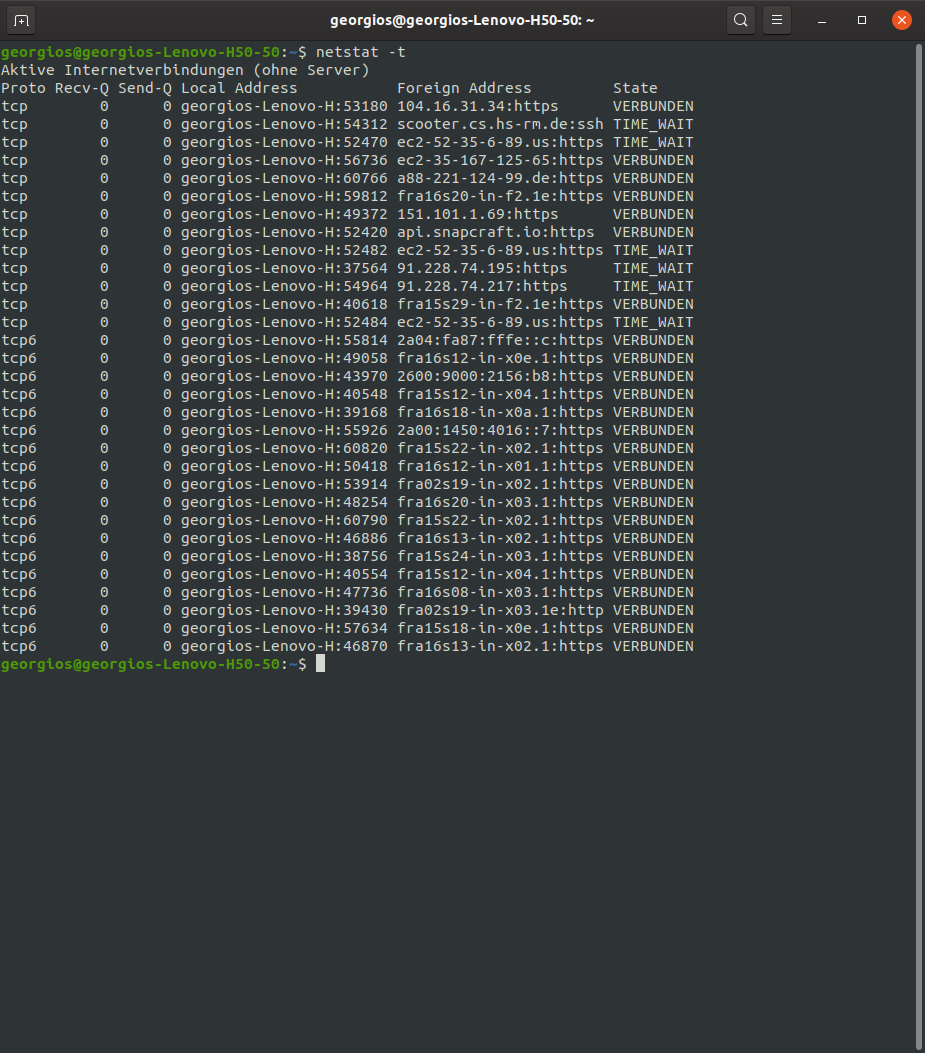 georgios@georgios-Lenovo-H50-50: ~
georgios@georgios-Lenovo-H50-50:~$ netstat -t
Aktive Internetverbindungen (ohne Server)
Proto Recv-Q Send-Q Local Address           Foreign Address         State
tcp        0      0 georgios-Lenovo-H:53180 104.16.31.34:https      VERBUNDEN
tcp        0      0 georgios-Lenovo-H:54312 scooter.cs.hs-rm.de:ssh TIME_WAIT
tcp        0      0 georgios-Lenovo-H:52470 ec2-52-35-6-89.us:https TIME_WAIT
tcp        0      0 georgios-Lenovo-H:56736 ec2-35-167-125-65:https VERBUNDEN
tcp        0      0 georgios-Lenovo-H:60766 a88-221-124-99.de:https VERBUNDEN
tcp        0      0 georgios-Lenovo-H:59812 fra16s20-in-f2.1e:https VERBUNDEN
tcp        0      0 georgios-Lenovo-H:49372 151.101.1.69:https      VERBUNDEN
tcp        0      0 georgios-Lenovo-H:52420 api.snapcraft.io:https  VERBUNDEN
tcp        0      0 georgios-Lenovo-H:52482 ec2-52-35-6-89.us:https TIME_WAIT
tcp        0      0 georgios-Lenovo-H:37564 91.228.74.195:https     TIME_WAIT
tcp        0      0 georgios-Lenovo-H:54964 91.228.74.217:https     TIME_WAIT
tcp        0      0 georgios-Lenovo-H:40618 fra15s29-in-f2.1e:https VERBUNDEN
tcp        0      0 georgios-Lenovo-H:52484 ec2-52-35-6-89.us:https TIME_WAIT
tcp6       0      0 georgios-Lenovo-H:55814 2a04:fa87:fffe::c:https VERBUNDEN
tcp6       0      0 georgios-Lenovo-H:49058 fra16s12-in-x0e.1:https VERBUNDEN
tcp6       0      0 georgios-Lenovo-H:43970 2600:9000:2156:b8:https VERBUNDEN
tcp6       0      0 georgios-Lenovo-H:40548 fra15s12-in-x04.1:https VERBUNDEN
tcp6       0      0 georgios-Lenovo-H:39168 fra16s18-in-x0a.1:https VERBUNDEN
tcp6       0      0 georgios-Lenovo-H:55926 2a00:1450:4016::7:https VERBUNDEN
tcp6       0      0 georgios-Lenovo-H:60820 fra15s22-in-x02.1:https VERBUNDEN
tcp6       0      0 georgios-Lenovo-H:50418 fra16s12-in-x01.1:https VERBUNDEN
tcp6       0      0 georgios-Lenovo-H:53914 fra02s19-in-x02.1:https VERBUNDEN
tcp6       0      0 georgios-Lenovo-H:48254 fra16s20-in-x03.1:https VERBUNDEN
tcp6       0      0 georgios-Lenovo-H:60790 fra15s22-in-x02.1:https VERBUNDEN
tcp6       0      0 georgios-Lenovo-H:46886 fra16s13-in-x02.1:https VERBUNDEN
tcp6       0      0 georgios-Lenovo-H:38756 fra15s24-in-x03.1:https VERBUNDEN
tcp6       0      0 georgios-Lenovo-H:40554 fra15s12-in-x04.1:https VERBUNDEN
tcp6       0      0 georgios-Lenovo-H:47736 fra16s08-in-x03.1:https VERBUNDEN
tcp6       0      0 georgios-Lenovo-H:39430 fra02s19-in-x03.1e:http VERBUNDEN
tcp6       0      0 georgios-Lenovo-H:57634 fra15s18-in-x0e.1:https VERBUNDEN
tcp6       0      0 georgios-Lenovo-H:46870 fra16s13-in-x02.1:https VERBUNDEN
georgios@georgios-Lenovo-H50-50:~$